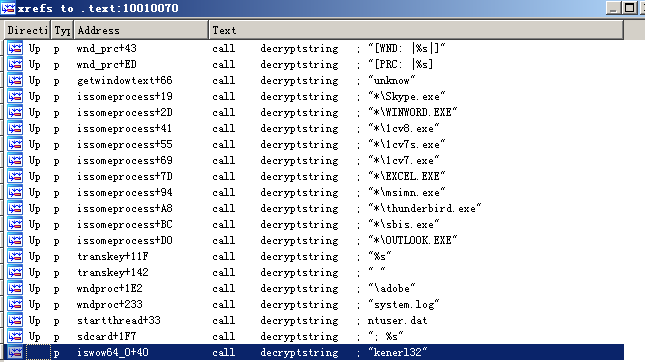 xrefs to .text:10010070
Directi Typ Address Text
Up p wnd_prc+43 call decryptstring ; "[WND: |%s|]"
Up p wnd_prc+ED call decryptstring ; "[PRC: |%s]
Up p getwindowtext+66 call decryptstring ; "unknow"
Up p issomeprocess+19 call decryptstring ; "*\Skype.exe"
Up p issomeprocess+2D call decryptstring ; "*\WINWORD.EXE"
Up p issomeprocess+41 call decryptstring ; "*\1cv8.exe"
Up p issomeprocess+55 call decryptstring ; "*\1cv7s.exe"
Up p issomeprocess+69 call decryptstring ; "*\1cv7.exe"
Up p issomeprocess+7D call decryptstring ; "*\EXCEL.EXE"
Up p issomeprocess+94 call decryptstring ; "*\msimn.exe"
Up p issomeprocess+A8 call decryptstring ; "*\thunderbird.exe"
Up p issomeprocess+BC call decryptstring ; "*\sbis.exe"
Up p issomeprocess+D0 call decryptstring ; "*\OUTLOOK.EXE"
Up p transkey+11F call decryptstring ; "%s"
Up p transkey+142 call decryptstring ; " "
Up p wndproc+1E2 call decryptstring ; "\adobe"
Up p wndproc+233 call decryptstring ; "system.log"
Up p startthread+33 call decryptstring ; ntuser.dat
Up p sdcard+1F7 call decryptstring ; "; %s"
p iswow64_0+40 call decryptstring ; "kenerl32"